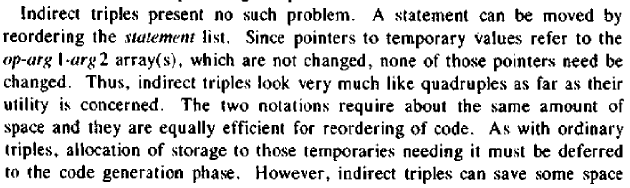 Indirect triples present no such problem. A statement can be moved by
reordering the statement list. Since pointers to temporary values refer to the
op-arg 1-arg 2 array(s), which are not changed, none of those pointers need be
changed. Thus, indirect triples look very much like quadruples as far as their
utility is concerned. The two notations require about the same amount of
space and they are equally efficient for reordering of code. As with ordinary
triples, allocation of storage to those temporaries needing it must be deferred
to the code generation phase. However, indirect triples can save some space